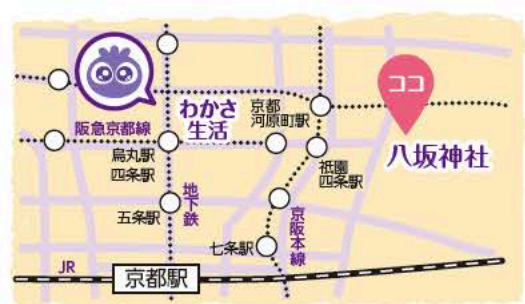 ココ
わかさ
生活
京都
河原町駅
阪急京都線
八坂神社
烏丸駅
四条駅
祇園
四条駅
地下鉄
五条駅
京阪本線
七条駅
JR
京都駅